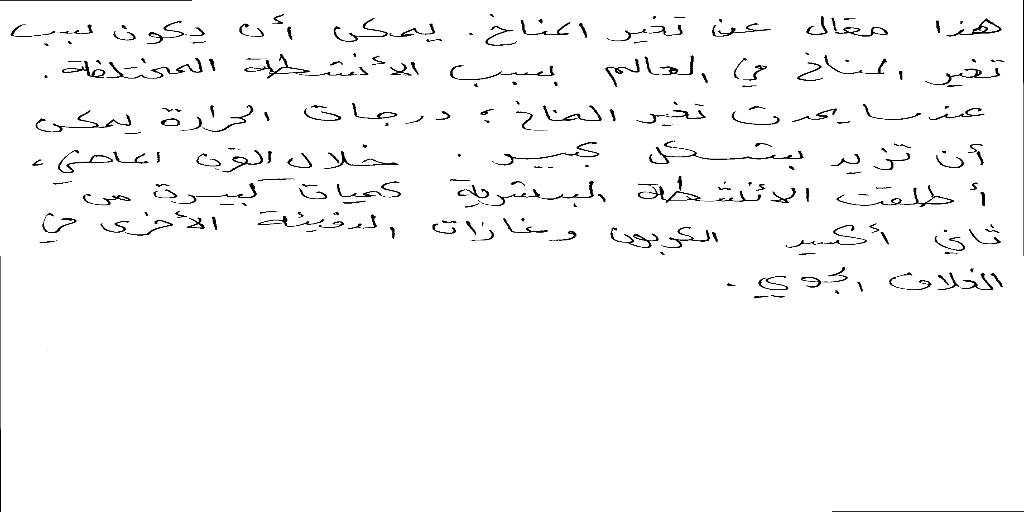 هذا مقال عن تغير المناخ. يمكن أن يكون سبب
تغير المناخ في العالم بسبب الأنشطة المختلفة.
عندما يحدث تغير المناخ ؛ درجات الحرارة يمكن
أن تزيد بشكل كبير . خلال القرن الماضي ،
أطلقت الأنشطة البشرية كميات كبيرة من
ثاني أكسيد الكربون وغازات الدفيئة الأخرى في
الغلاف الجوي .